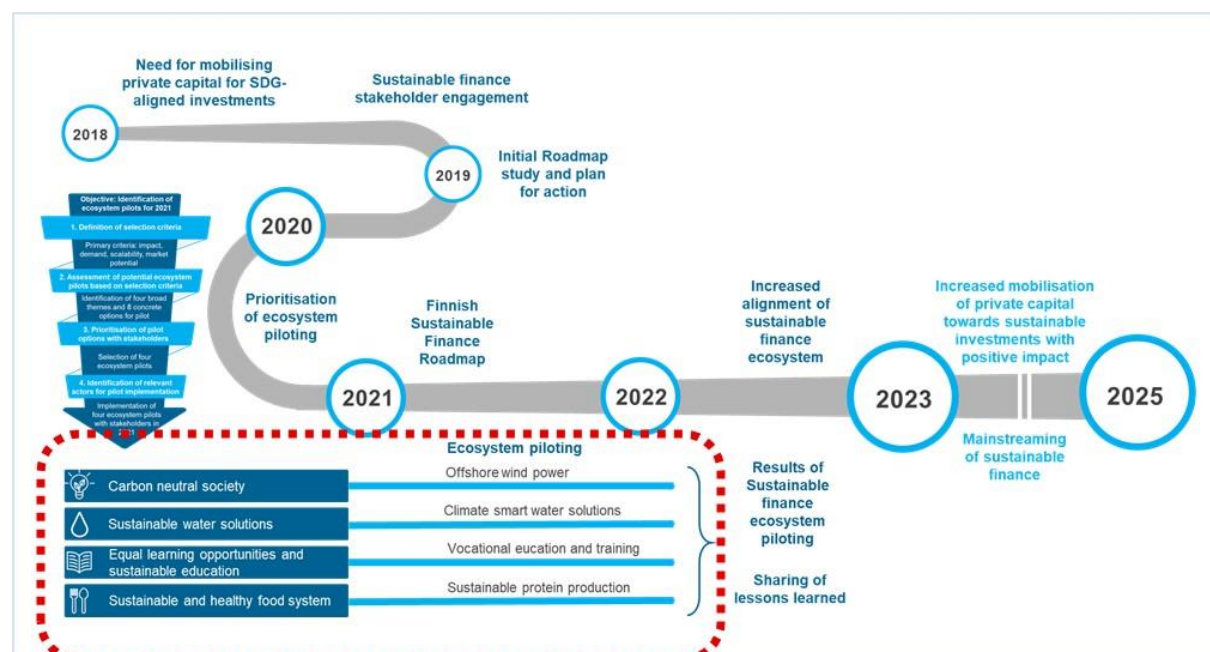 Need for mobilising
private capital for SDG-
aligned investments
Sustainable finance
stakeholder engagement
2018
2019
Initial Roadmap
study and plan
for action
Objective: Identification of
ecosystem pilots for 2021
1. Definition of selection criteria
Primary criteria: impact,
demand, scalability, market
potential
2. Assessment of potential ecosystem
pilots based on selection criteria
Identification of four broad
themes and 8 concrete
options for pilot
3. Prioritisation of pilot
options with stakeholders
Selection of four
ecosystem pilots
4. Identification of relevant
actors for pilot implementation
Implementation of
four ecosystem pilots
with stakeholders in
2021
2020
Prioritisation
of ecosystem
piloting
Finnish
Sustainable
Finance
Roadmap
2021
2022
Increased
alignment of
sustainable
finance
ecosystem
2023
Increased mobilisation
of private capital
towards sustainable
investments with
positive impact
2025
Mainstreaming
of sustainable
finance
Ecosystem piloting
Carbon neutral society
Offshore wind power
Sustainable water solutions
Climate smart water solutions
Equal learning opportunities and
sustainable education
Vocational eucation and training
Sustainable and healthy food system
Sustainable protein production
Results of
Sustainable
finance
ecosystem
piloting
Sharing of
lessons learned